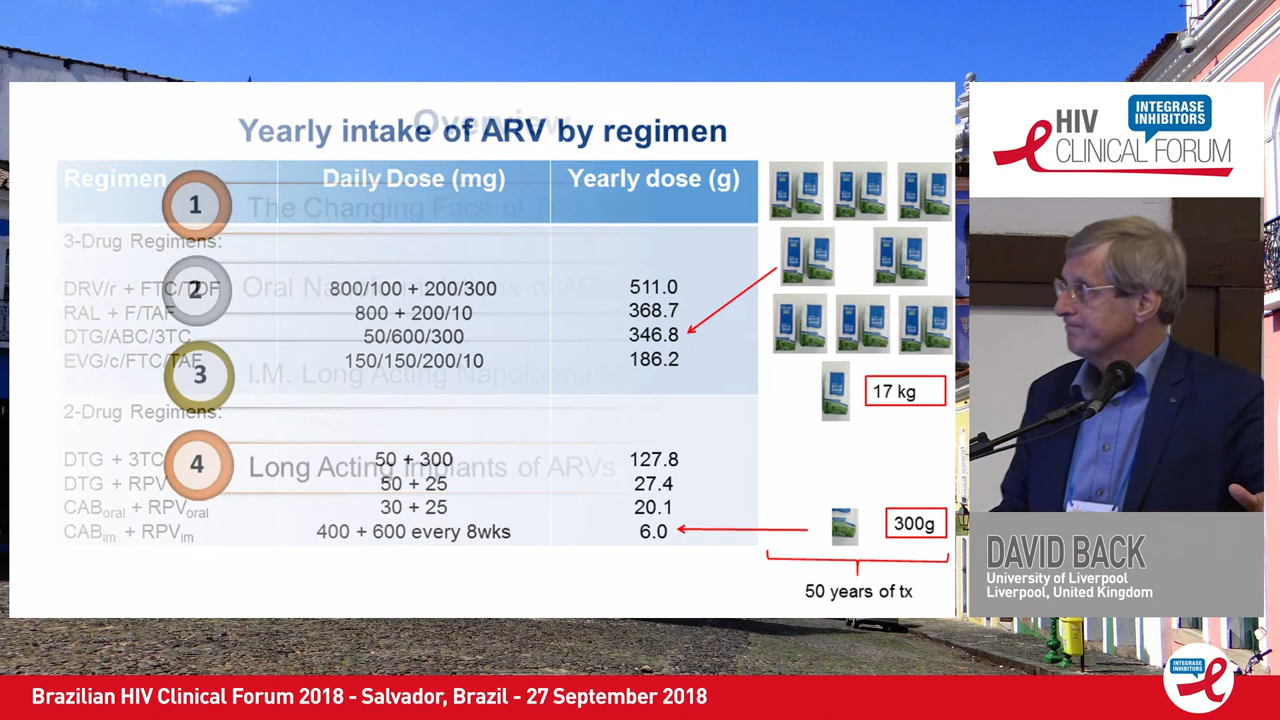 Overview
Yearly intake of ARV by regimen
Regimen Daily Dose (mg) Yearly dose (g)
1 The Changing Face of
3-Drug Regimens:
2 Oral
DRV/r + FTC/TDF 800/100 + 200/300 511.0
RAL + F/TAF 800 + 200/10 368.7
DTG/ABC/3TC 50/600/300 346.8
EVG/c/FTC/TAF 150/150/200/10 186.2
3 I.M. Long Acting
2-Drug Regimens:
DTG + 3TC 50 + 300 127.8
4 Long Acting Implants of ARVs
DTG + RPV 50 + 25 27.4
CABoral + RPVoral 30 + 25 20.1
CABim + RPVim 400 + 600 every 8wks 6.0
17 kg
300g
50 years of tx
HIV
INTEGRASE
INHIBITORS
CLINICAL FORUM
DAVID BACK
University of Liverpool
Liverpool, United Kingdom
INTEGRASE
INHIBITORS
Brazilian HIV Clinical Forum 2018 - Salvador, Brazil - 27 September 2018